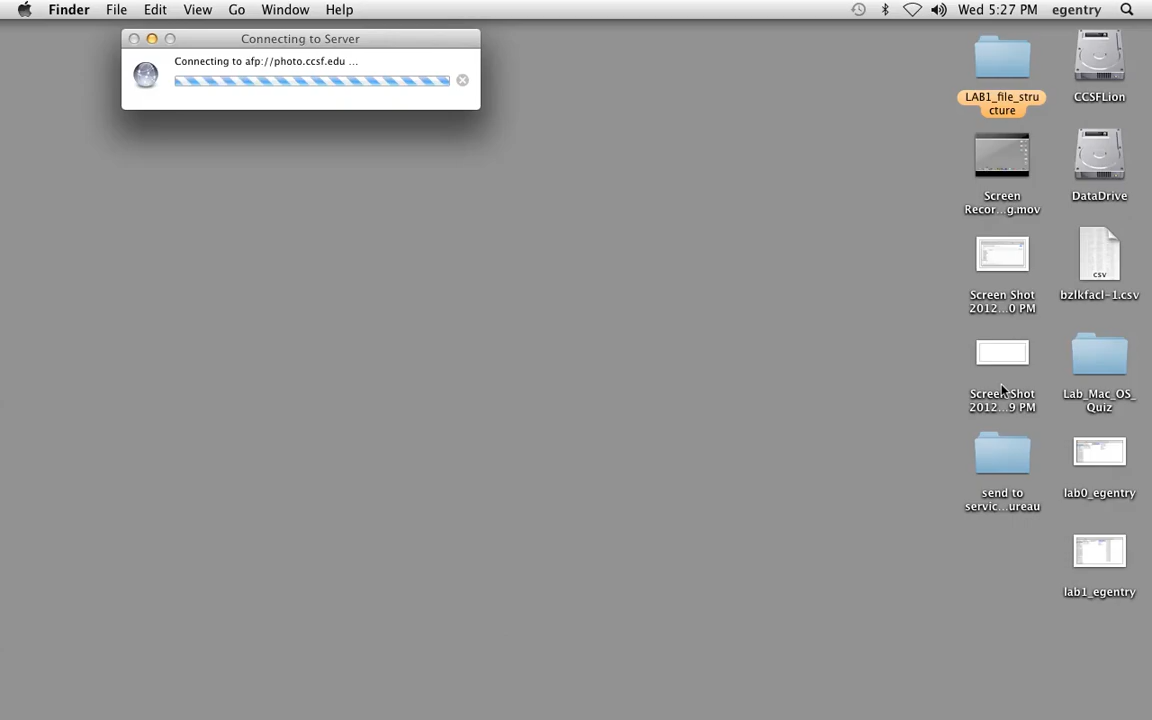 Finder File Edit View Go Window Help Wed 5:27 PM egentry
Connecting to Server
Connecting to afp://photo.ccsf.edu ...
LAB1_file_stru
cture
CCSFLion
Screen
Recor...g.mov
DataDrive
csv
Screen Shot
2012...0 PM
bzlkfacl-1.csv
Screen Shot
2012...9 PM
Lab_Mac_OS_
Quiz
send to
servic...ureau
lab0_egentry
lab1_egentry